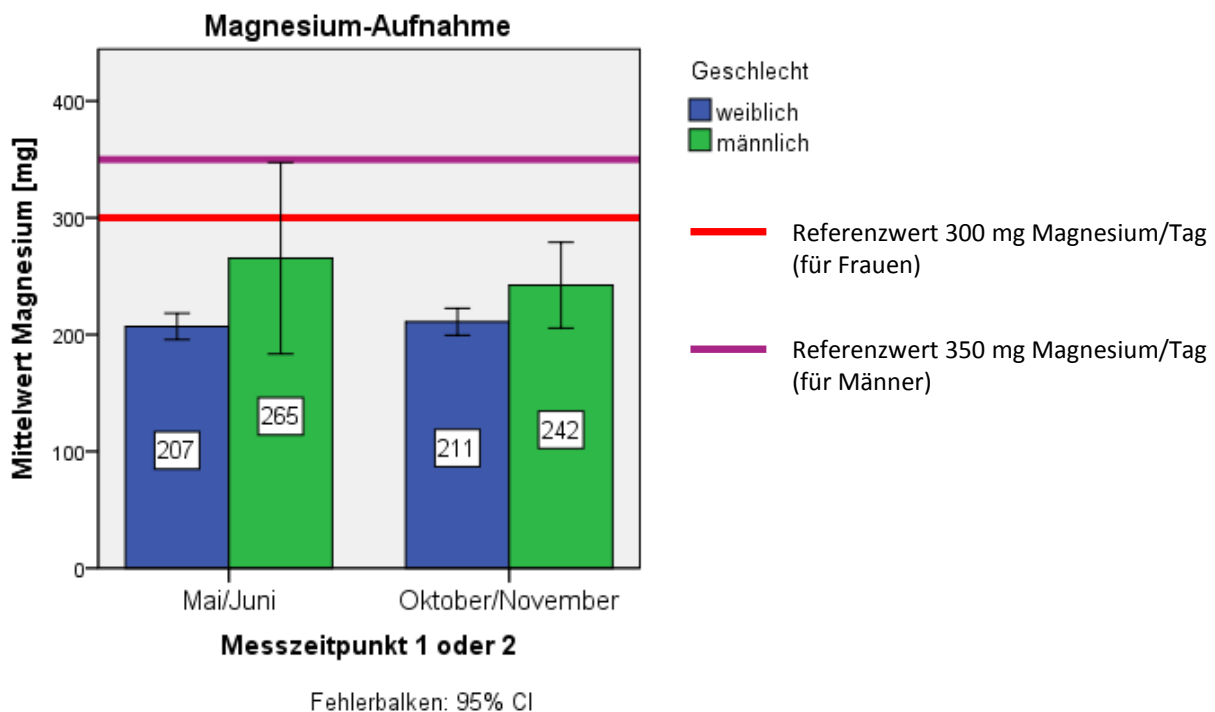 Magnesium-Aufnahme
Mittelwert Magnesium [mg]
400
300
200
100
0
207
265
211
242
Mai/Juni
Oktober/November
Messzeitpunkt 1 oder 2
Fehlerbalken: 95% CI
Geschlecht
weiblich
männlich
Referenzwert 300 mg Magnesium/Tag
(für Frauen)
Referenzwert 350 mg Magnesium/Tag
(für Männer)